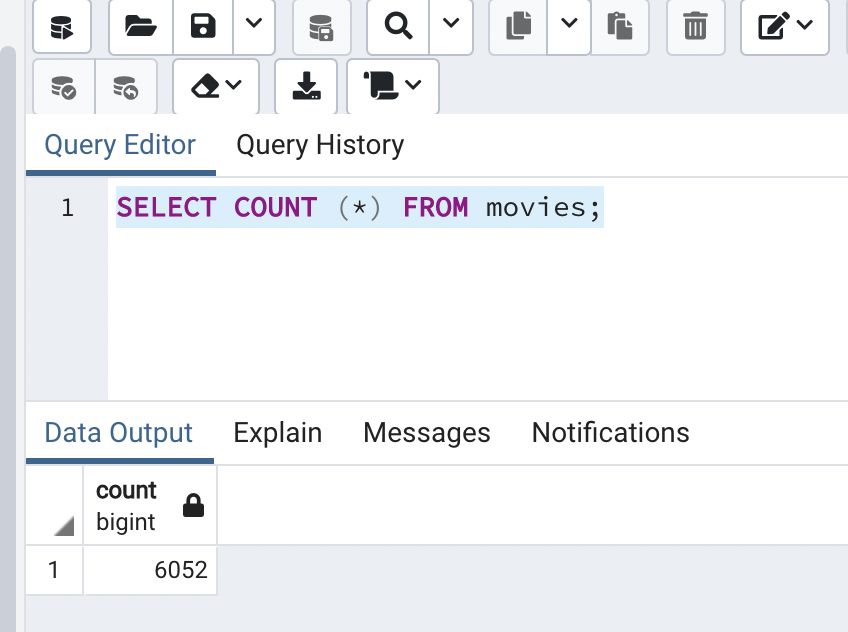 Query Editor Query History
1 SELECT COUNT (*) FROM movies;
Data Output Explain Messages Notifications
count
bigint
1 6052